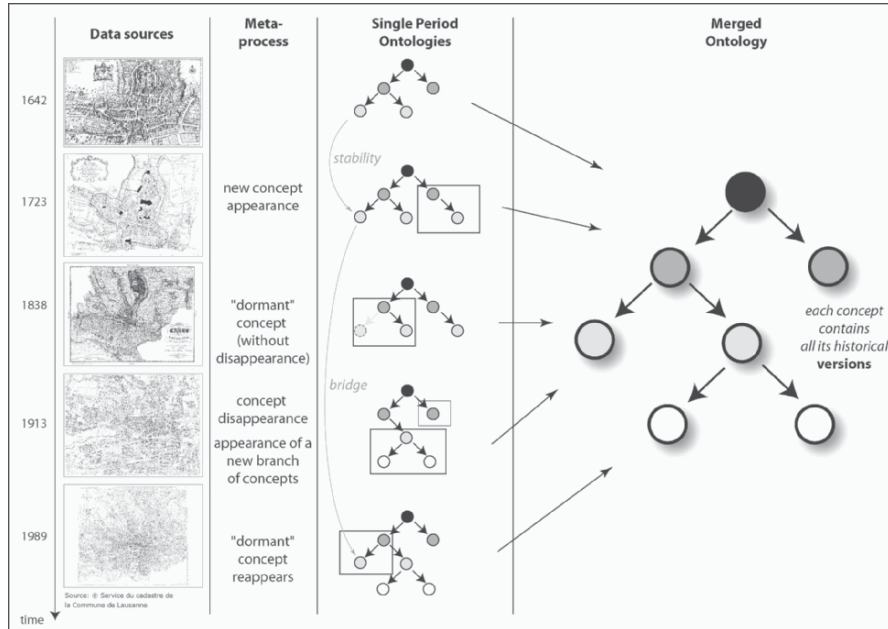 Data sources
Meta-
process
Single Period
Ontologies
Merged
Ontology
1642
stability
1723
new concept
appearance
1838
"dormant"
concept
(without
disappearance)
each concept
contains
all its historical
versions
bridge
concept
disappearance
1913
appearance of a
new branch
of concepts
1989
"dormant"
concept
reappears
Source: © Service du cadastre de
la Commune de Lausanne
time